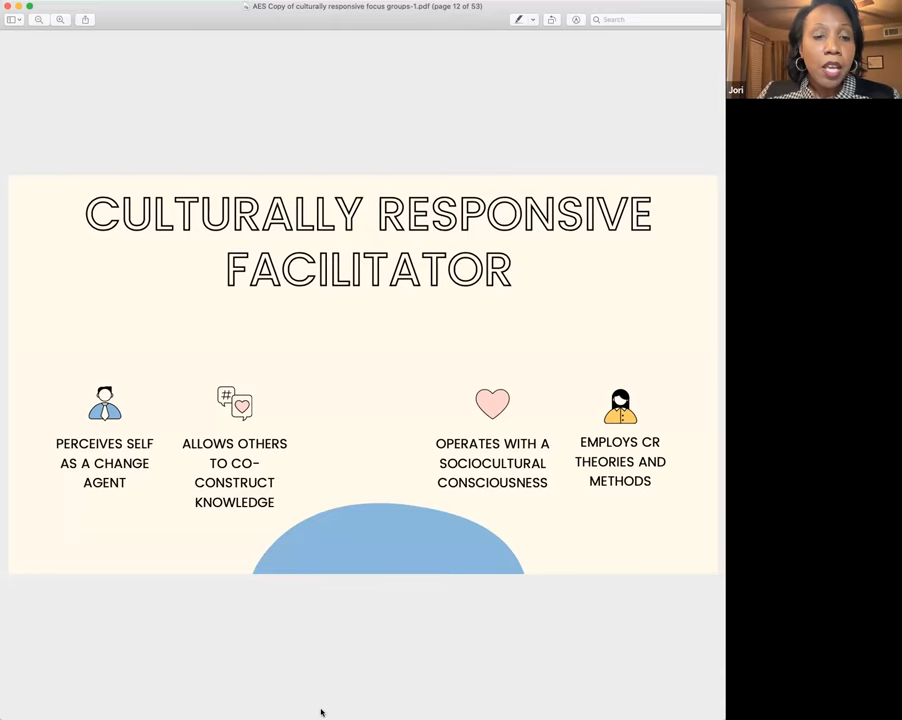 AES Copy of culturally responsive focus groups-1.pdf (page 12 of 53)
Search
Jori
CULTURALLY RESPONSIVE
FACILITATOR
#
PERCEIVES SELF
AS A CHANGE
AGENT
ALLOWS OTHERS
TO CO-
CONSTRUCT
KNOWLEDGE
OPERATES WITH A
SOCIOCULTURAL
CONSCIOUSNESS
EMPLOYS CR
THEORIES AND
METHODS